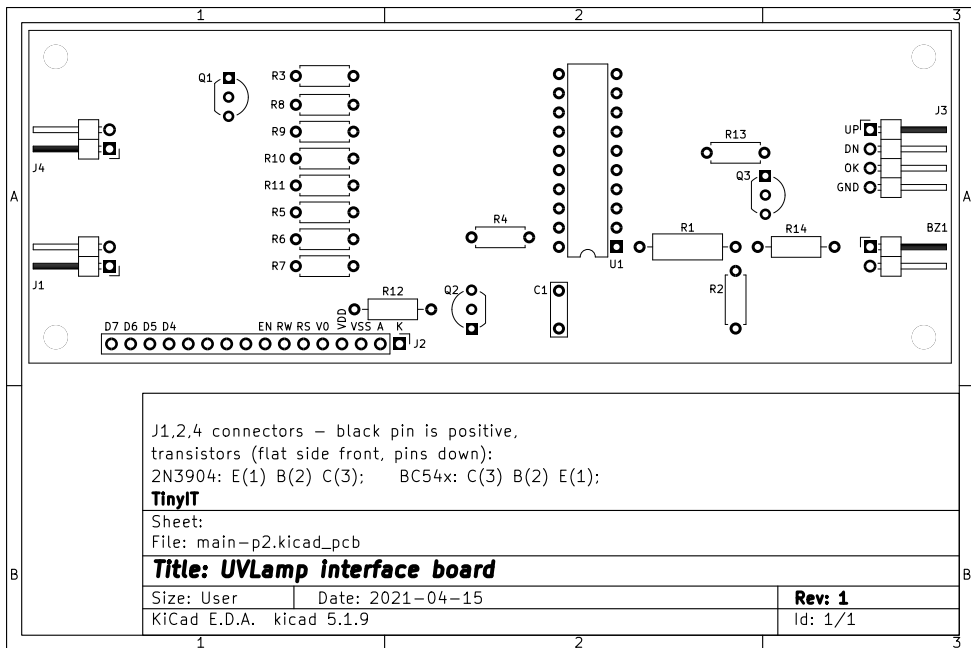 1 2 3
Q1 R3 J3
R8
R9 UP
R10 R13 DN
J4 OK
A R11 Q3 GND A
R5 R4
R6 R1 R14 BZ1
R7 U1
J1 R12 Q2 C1 R2
D7 D6 D5 D4 EN RW RS VO VDD VSS A K
J2
J1,2,4 connectors – black pin is positive,
transistors (flat side front, pins down):
2N3904: E(1) B(2) C(3); BC54x: C(3) B(2) E(1);
TinyIT
Sheet:
File: main–p2.kicad_pcb
B Title: UVLamp interface board B
Size: User Date: 2021–04–15 Rev: 1
KiCad E.D.A. kicad 5.1.9 Id: 1/1
1 2 3